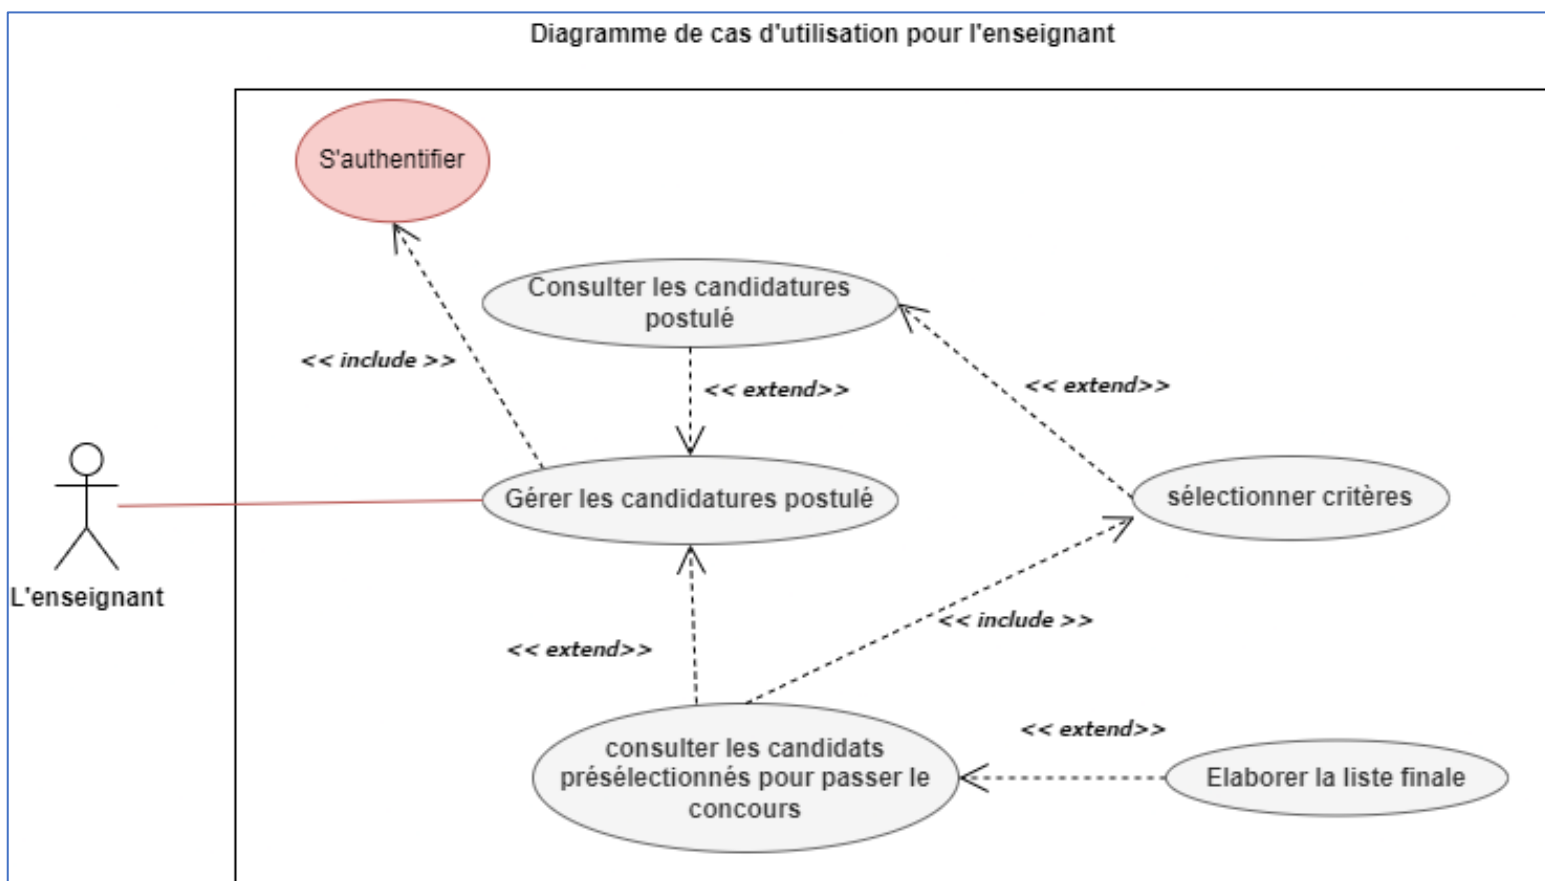 Diagramme de cas d'utilisation pour l'enseignant
S'authentifier
Consulter les candidatures
postulé
<< include >>
<< extend>>
<< extend>>
Gérer les candidatures postulé
sélectionner critères
L'enseignant
<< include >>
<< extend>>
consulter les candidats
présélectionnés pour passer le
concours
<< extend>>
Elaborer la liste finale